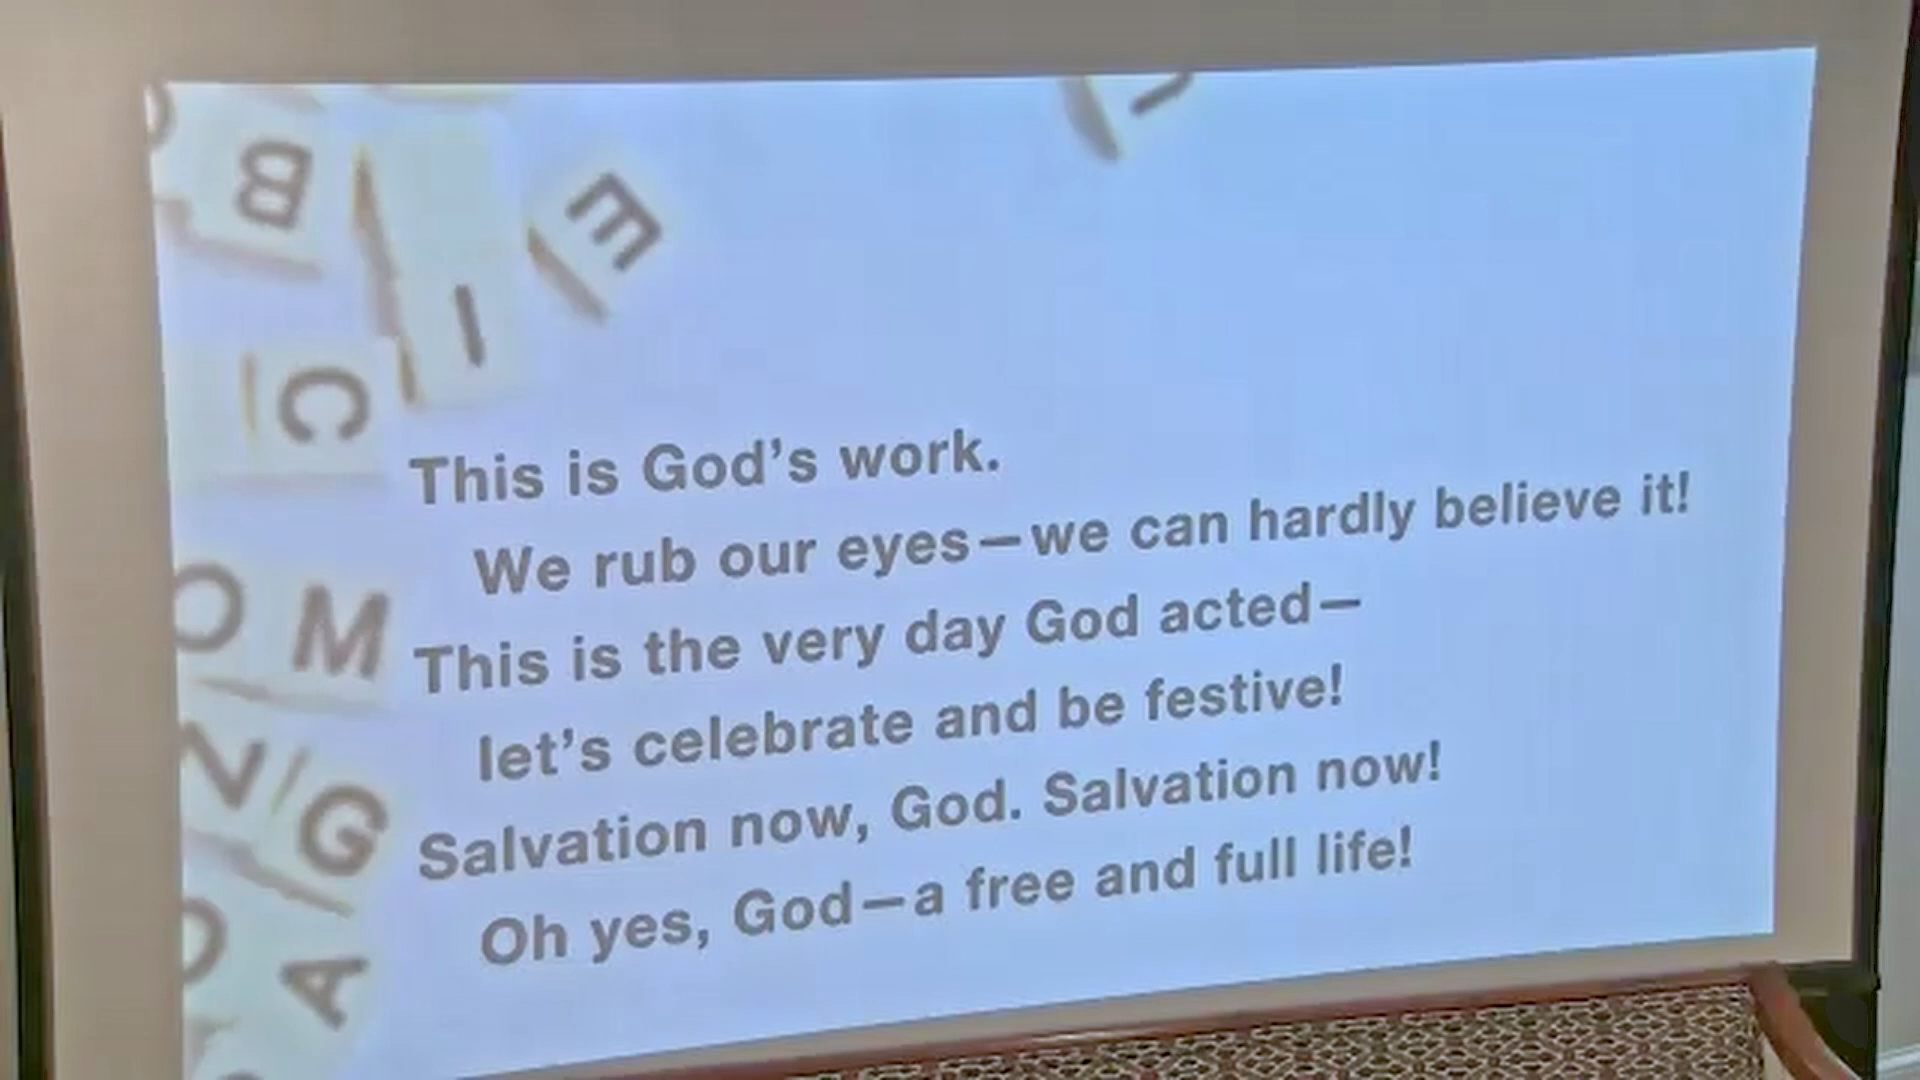 B
I
E
C
This is God's work.
We rub our eyes—we can hardly believe it!
This is the very day God acted—
O M
let's celebrate and be festive!
N G
Salvation now, God. Salvation now!
Oh yes, God—a free and full life!
A